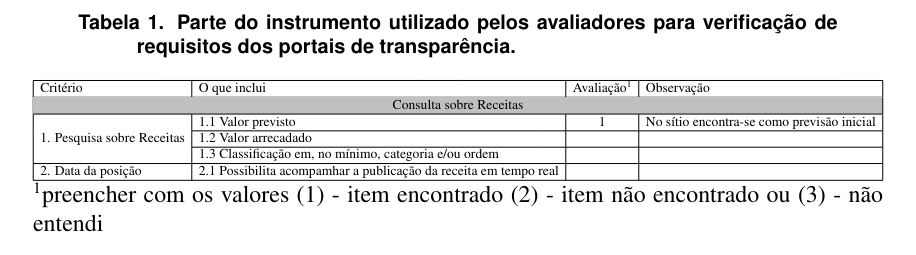 Tabela 1. Parte do instrumento utilizado pelos avaliadores para verificação de
requisitos dos portais de transparência.
Critério O que inclui Avaliação¹ Observação
Consulta sobre Receitas
1. Pesquisa sobre Receitas 1.1 Valor previsto 1 No sítio encontra-se como previsão inicial
1.2 Valor arrecadado
1.3 Classificação em, no mínimo, categoria e/ou ordem
2. Data da posição 2.1 Possibilita acompanhar a publicação da receita em tempo real
¹preencher com os valores (1) - item encontrado (2) - item não encontrado ou (3) - não
entendi